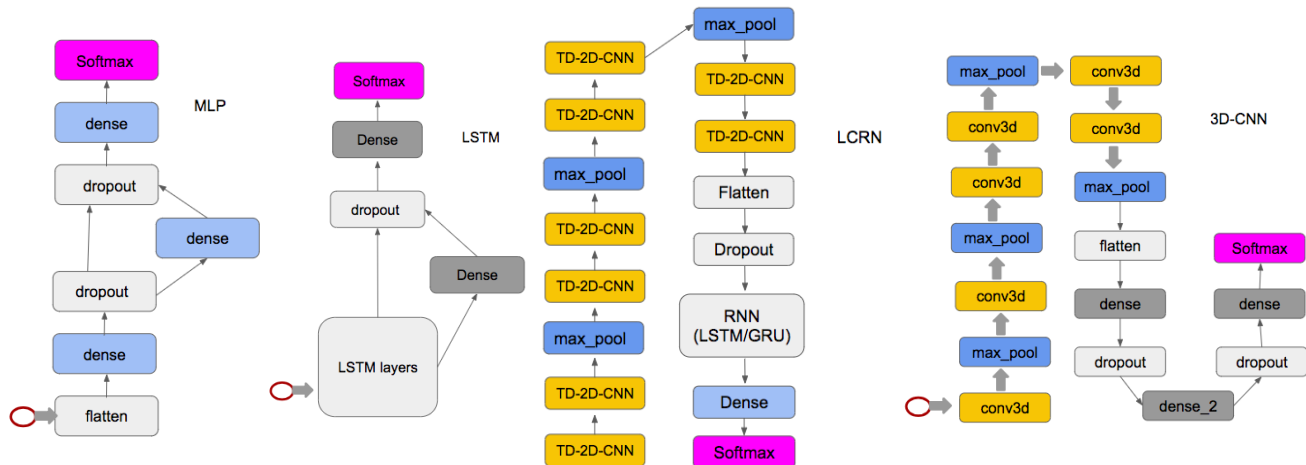 Softmax
MLP
dense
dropout
dense
dropout
dense
flatten
Softmax
LSTM
Dense
dropout
Dense
LSTM layers
TD-2D-CNN
TD-2D-CNN
max_pool
TD-2D-CNN
TD-2D-CNN
max_pool
TD-2D-CNN
TD-2D-CNN
max_pool
TD-2D-CNN
TD-2D-CNN
LCRN
Flatten
Dropout
RNN
(LSTM/GRU)
Dense
Softmax
max_pool
conv3d
conv3d
max_pool
conv3d
max_pool
conv3d
conv3d
conv3d
3D-CNN
max_pool
flatten
dense
dropout
dense_2
Softmax
dense
dropout